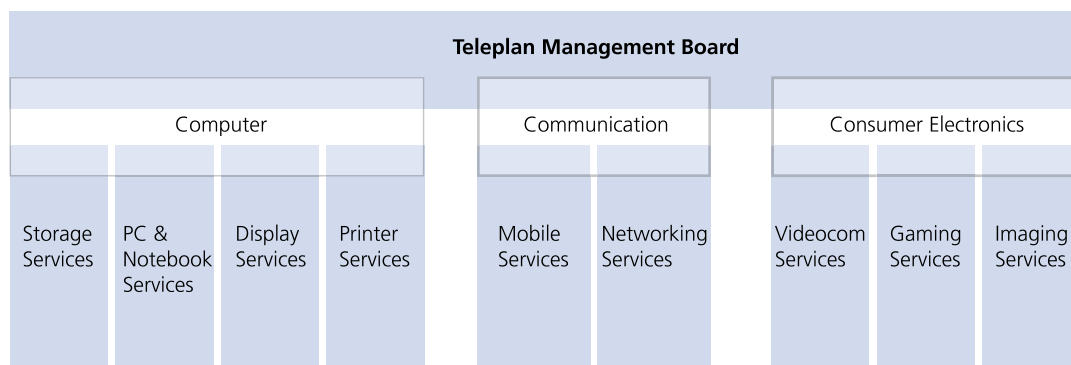 Teleplan Management Board
Computer
Communication
Consumer Electronics
Storage
Services
PC &
Notebook
Services
Display
Services
Printer
Services
Mobile
Services
Networking
Services
Videocom
Services
Gaming
Services
Imaging
Services